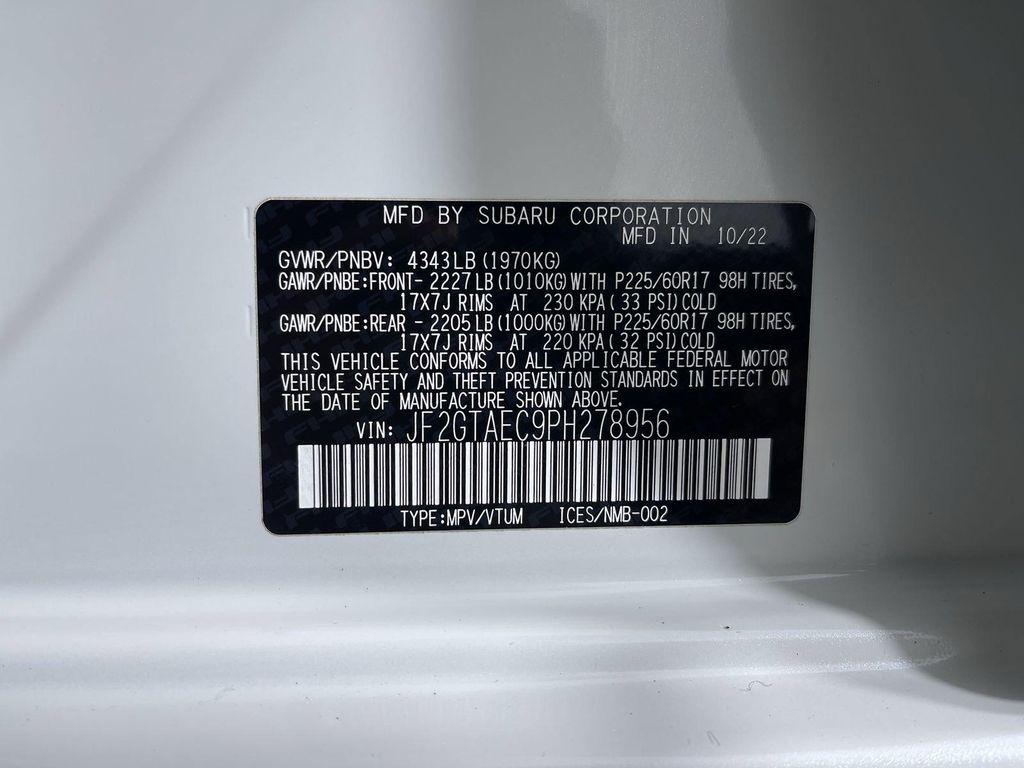 MFD BY SUBARU CORPORATION
MFD IN 10/22
GVWR/PNBV: 4343LB (1970KG)
GAWR/PNBE:FRONT- 2227LB (1010KG) WITH P225/60R17 98H TIRES,
17X7J RIMS AT 230 KPA ( 33 PSI) COLD
GAWR/PNBE:REAR - 2205LB (1000KG) WITH P225/60R17 98H TIRES,
17X7J RIMS AT 220 KPA ( 32 PSI) COLD
THIS VEHICLE CONFORMS TO ALL APPLICABLE FEDERAL MOTOR
VEHICLE SAFETY AND THEFT PREVENTION STANDARDS IN EFFECT ON
THE DATE OF MANUFACTURE SHOWN ABOVE.
VIN: JF2GTAEC9PH278956
TYPE:MPV/VTUM ICES/NMB-002